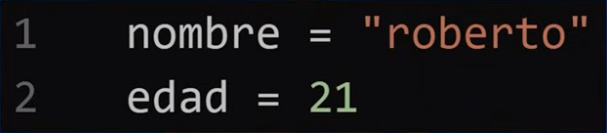 1 nombre = "roberto"
2 edad = 21